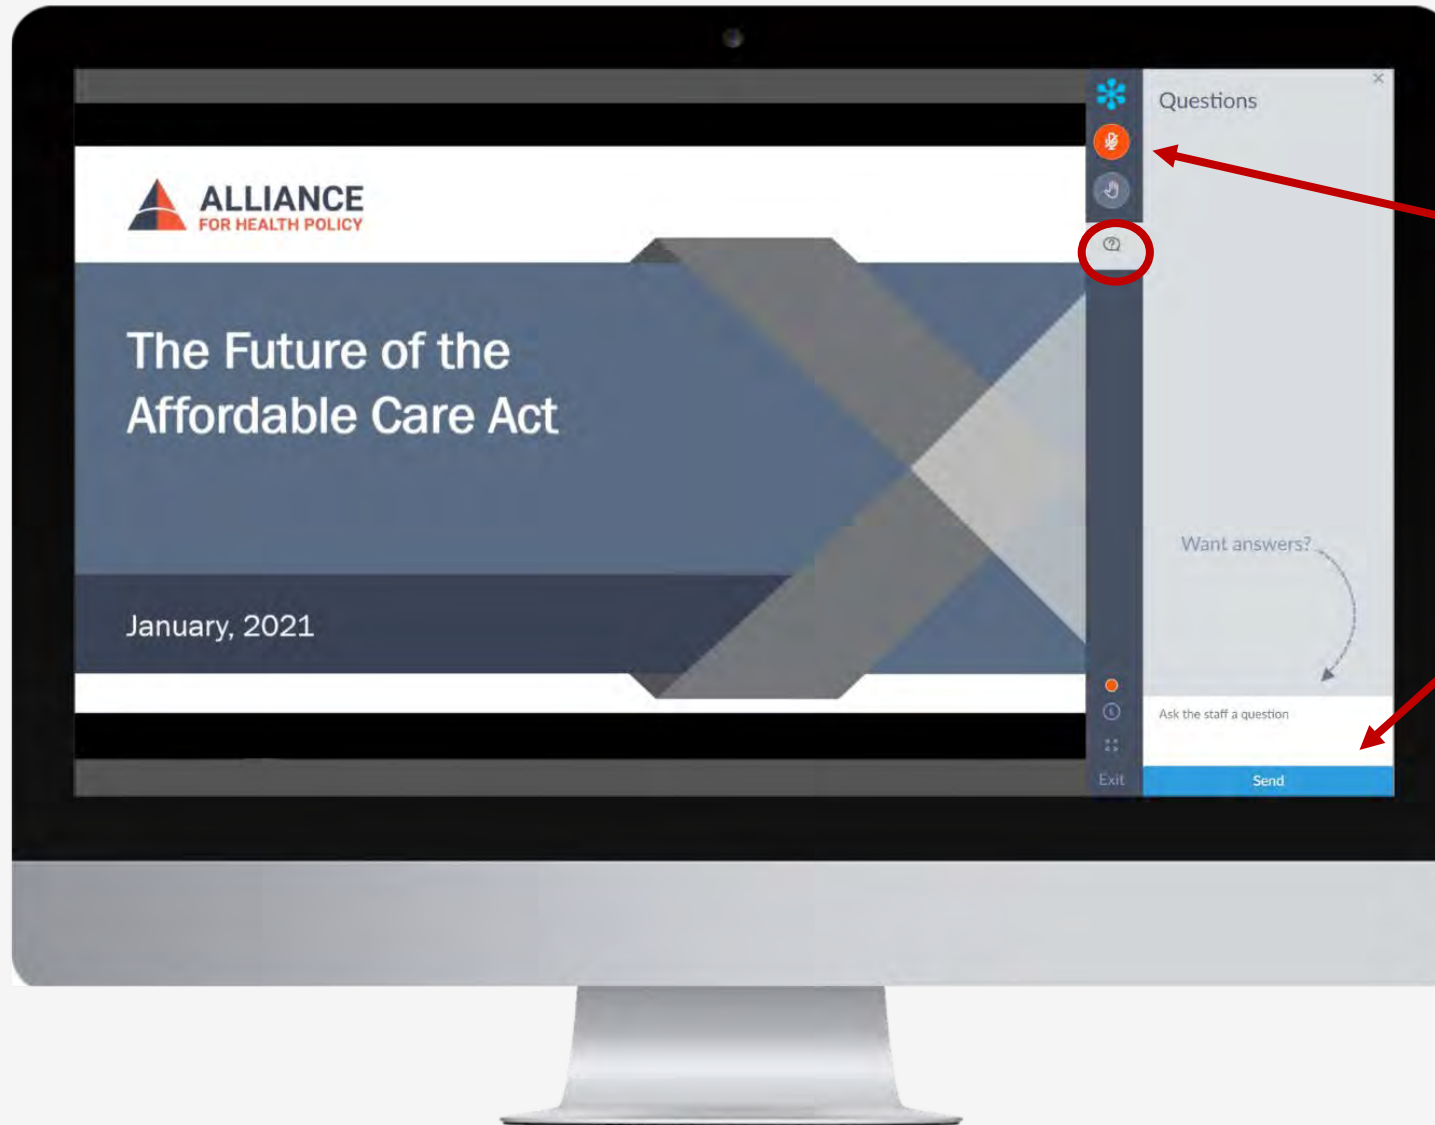 ALLIANCE
FOR HEALTH POLICY
The Future of the
Affordable Care Act
January, 2021
Questions
Want answers?
Ask the staff a question
Exit
Send